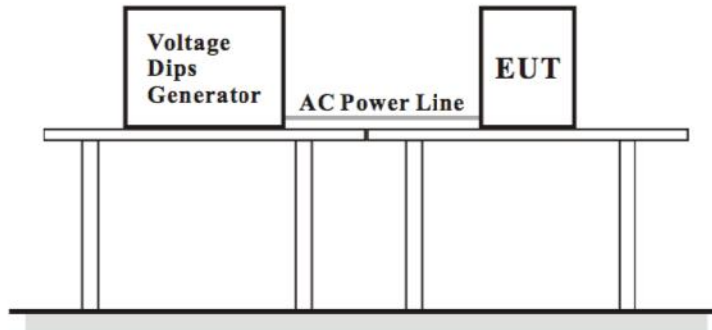 Voltage
Dips
Generator
AC Power Line
EUT